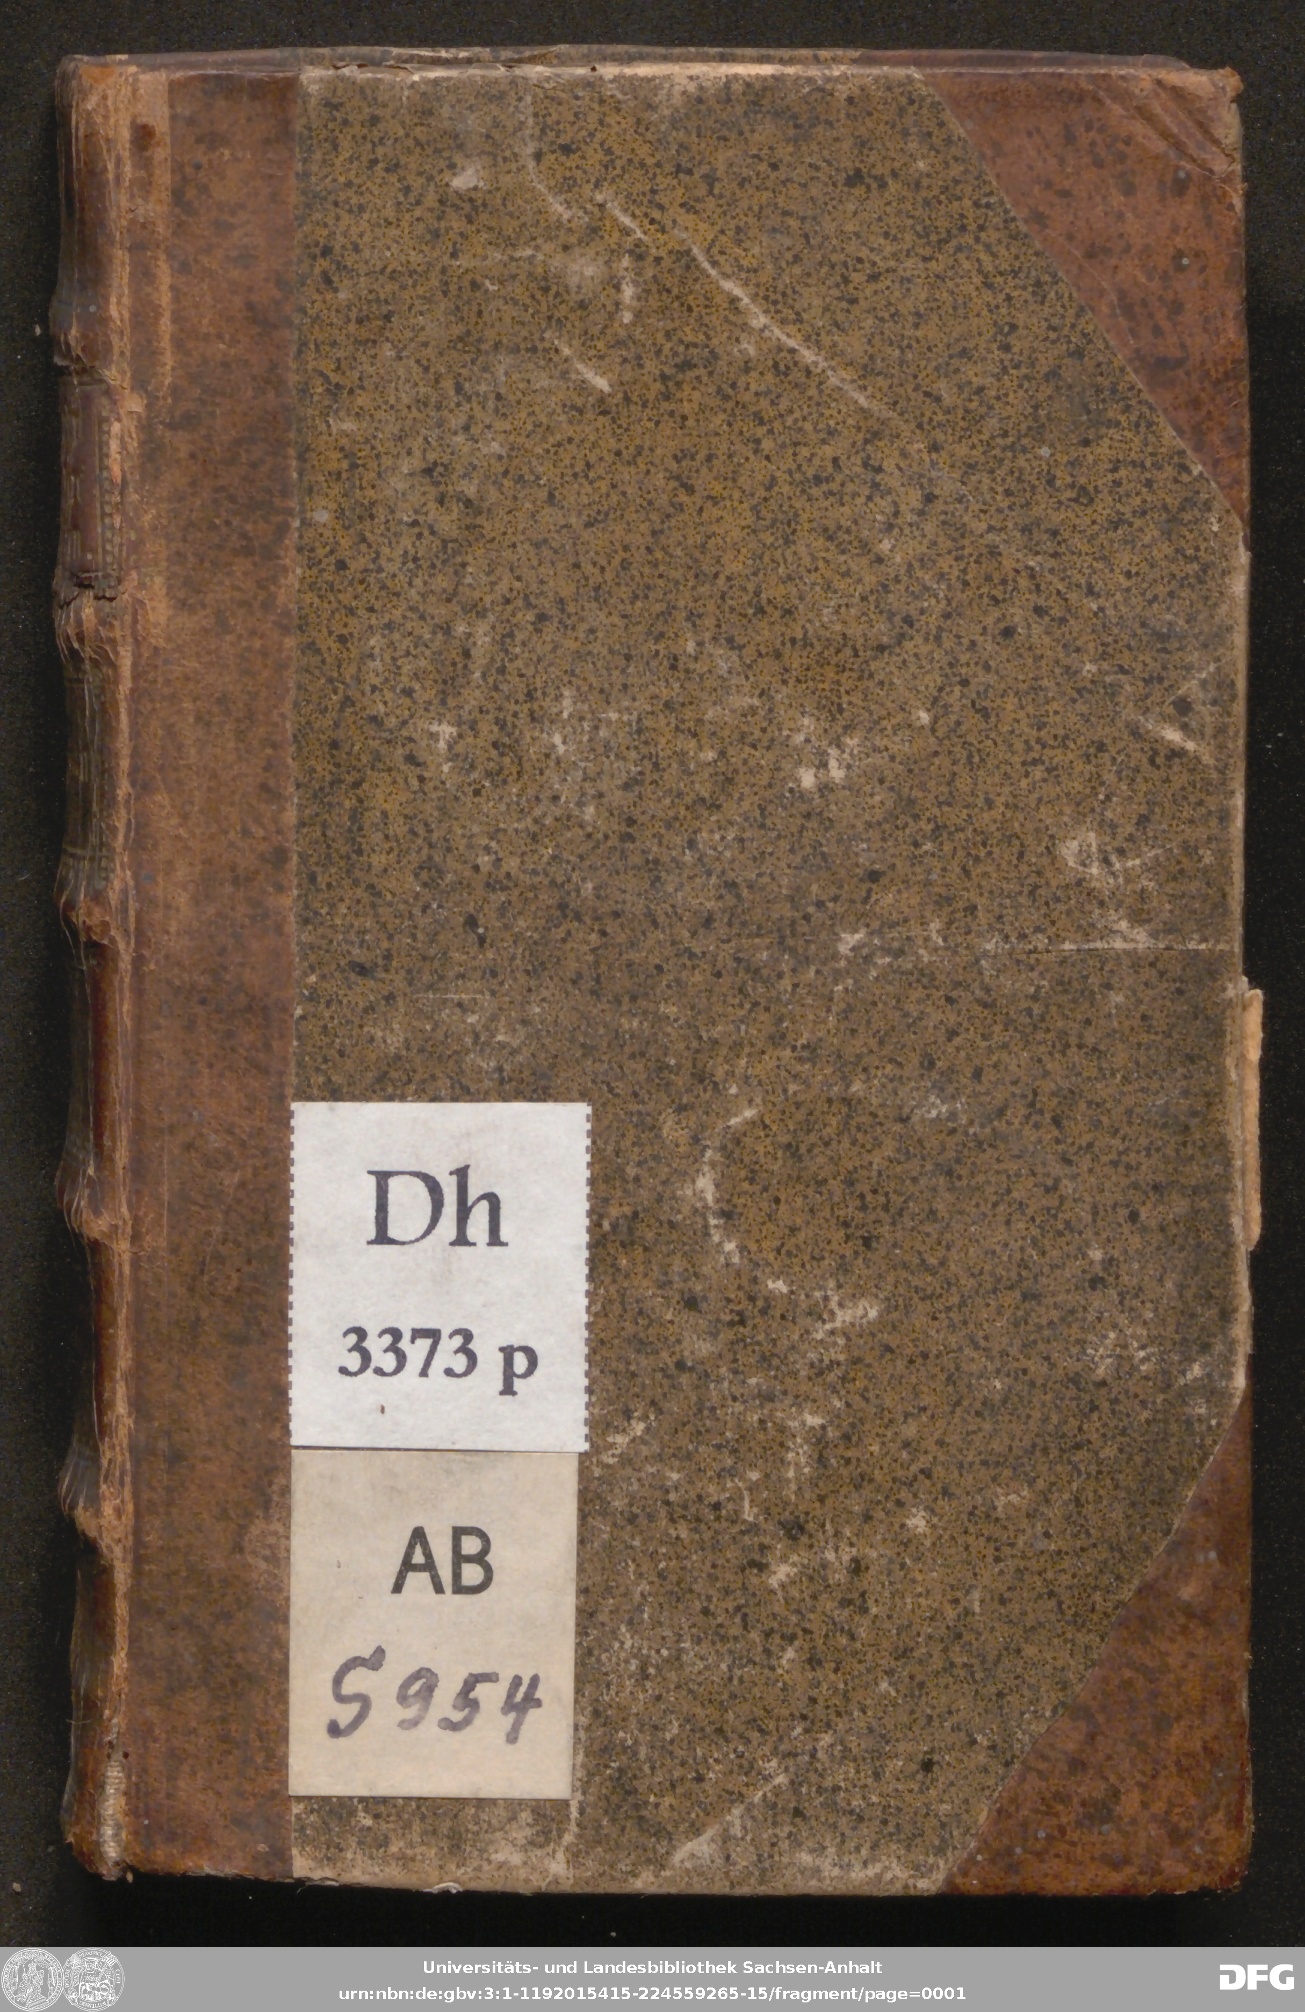 Dh
3373 p
AB
S 954
Universitäts- und Landesbibliothek Sachsen-Anhalt
urn:nbn:de:gbv:3:1-1192015415-224559265-15/fragment/page=0001
DFG